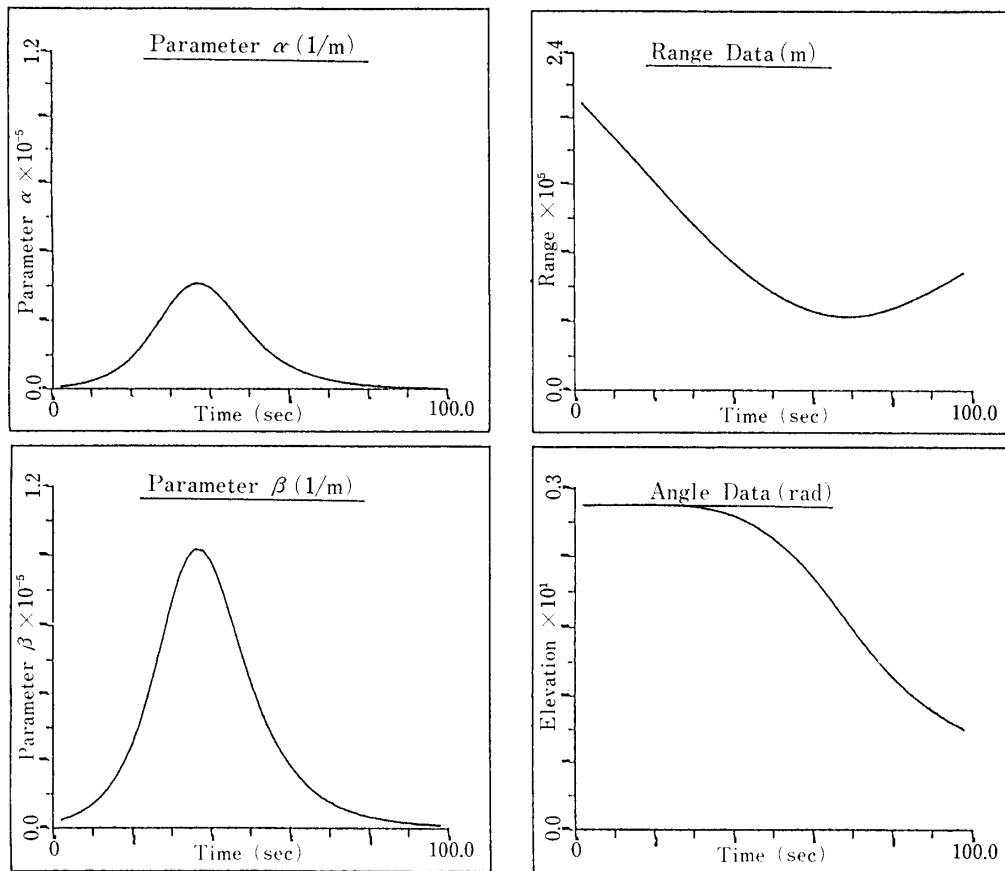 Parameter α (1/m)
1.2
Parameter α ×10⁻⁵
0.0
0
Time (sec)
100.0
Range Data (m)
2.4
Range ×10⁵
0.0
0
Time (sec)
100.0
Parameter β (1/m)
1.2
Parameter β ×10⁻⁵
0.0
0
Time (sec)
100.0
Angle Data (rad)
0.3
Elevation ×10¹
0.0
0
Time (sec)
100.0